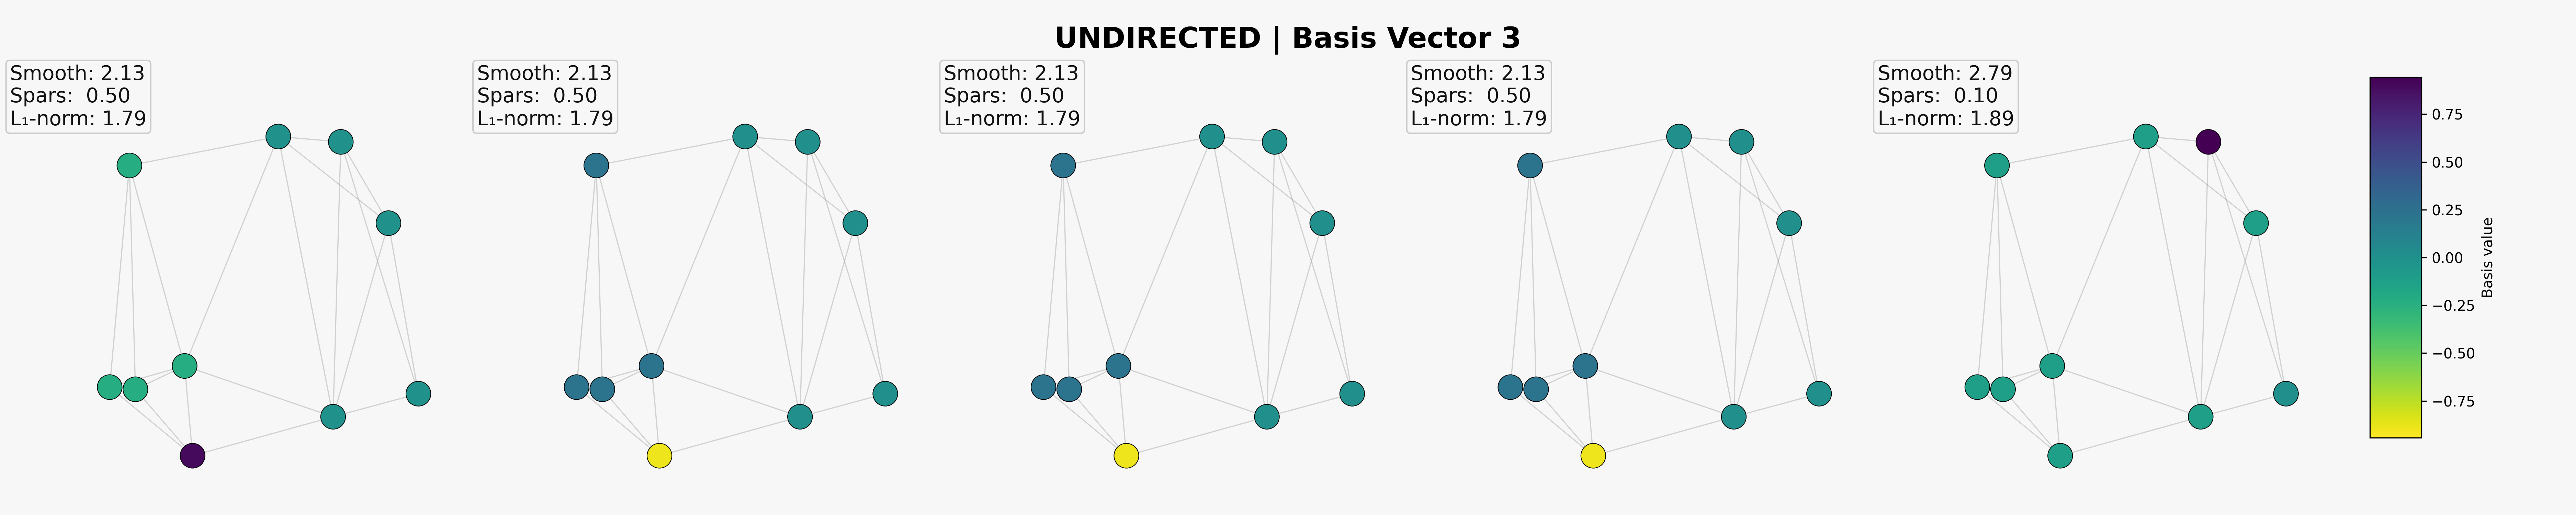 UNDIRECTED | Basis Vector 3
Smooth: 2.13
Spars:  0.50
L₁-norm: 1.79
Smooth: 2.13
Spars:  0.50
L₁-norm: 1.79
Smooth: 2.13
Spars:  0.50
L₁-norm: 1.79
Smooth: 2.13
Spars:  0.50
L₁-norm: 1.79
Smooth: 2.79
Spars:  0.10
L₁-norm: 1.89
0.75
0.50
0.25
0.00
−0.25
−0.50
−0.75
Basis value